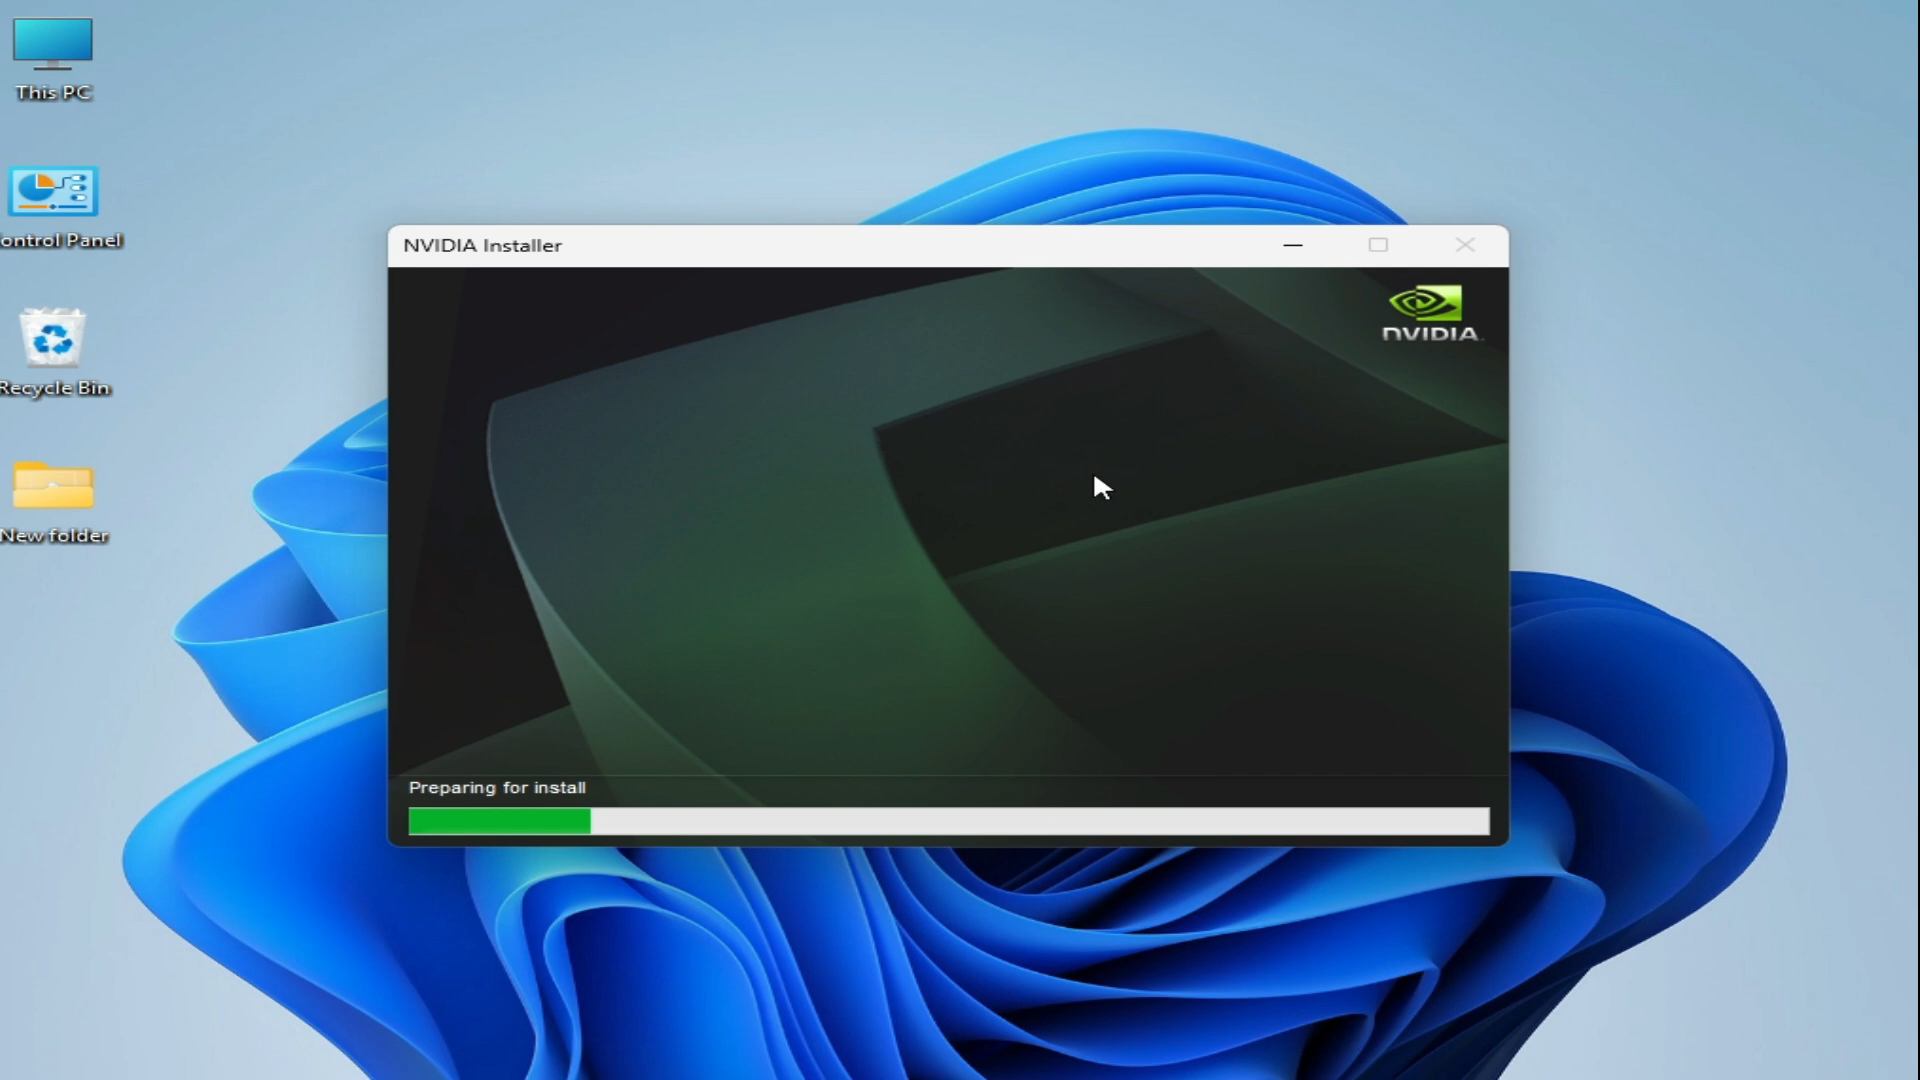 This PC
ontrol Panel
Recycle Bin
New folder
NVIDIA Installer
NVIDIA
Preparing for install